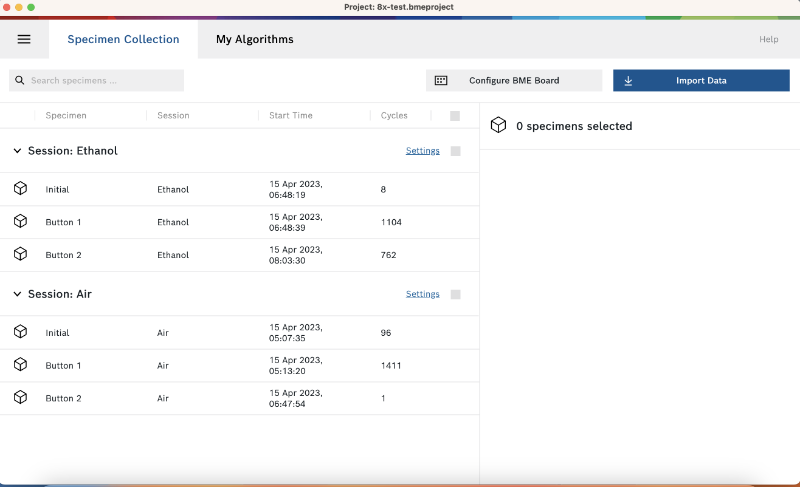 Project: 8x-test.bmeproject
Specimen Collection
My Algorithms
Help
Search specimens ...
Configure BME Board
Import Data
Specimen Session Start Time Cycles
0 specimens selected
Session: Ethanol Settings
Initial Ethanol 15 Apr 2023, 06:48:19 8
Button 1 Ethanol 15 Apr 2023, 06:48:39 1104
Button 2 Ethanol 15 Apr 2023, 08:03:30 762
Session: Air Settings
Initial Air 15 Apr 2023, 05:07:35 96
Button 1 Air 15 Apr 2023, 05:13:20 1411
Button 2 Air 15 Apr 2023, 06:47:54 1